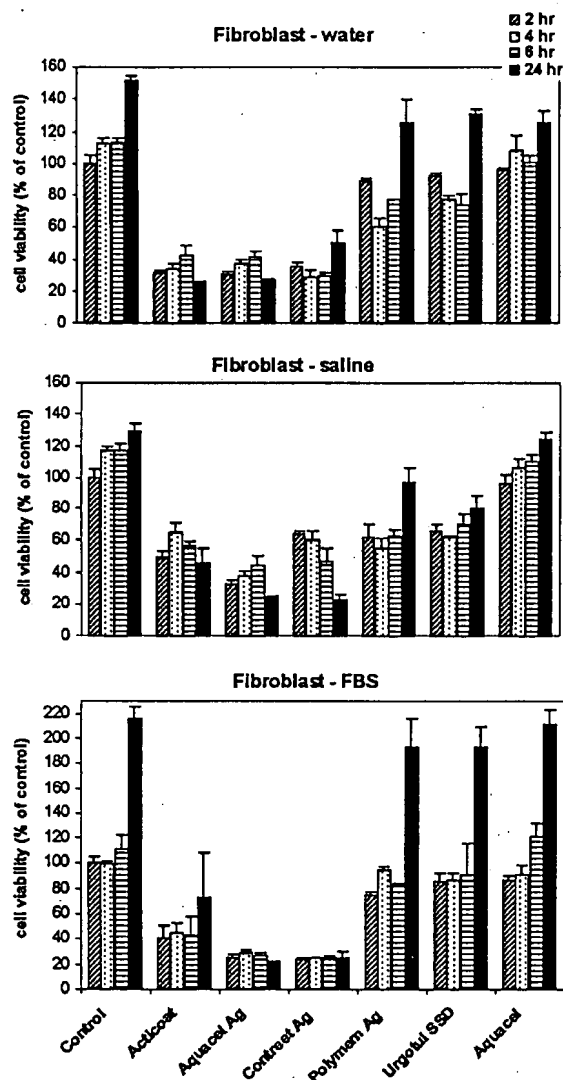 2 hr
4 hr
6 hr
24 hr
Fibroblast - water
cell viability (% of control)
160
140
120
100
80
60
40
20
0
Fibroblast - saline
cell viability (% of control)
160
140
120
100
80
60
40
20
0
Fibroblast - FBS
cell viability (% of control)
220
200
150
120
100
80
60
40
20
0
Control
Acticoat
Aquacel Ag
Contreet Ag
Polymem Ag
Urgotul SSD
Aquacel